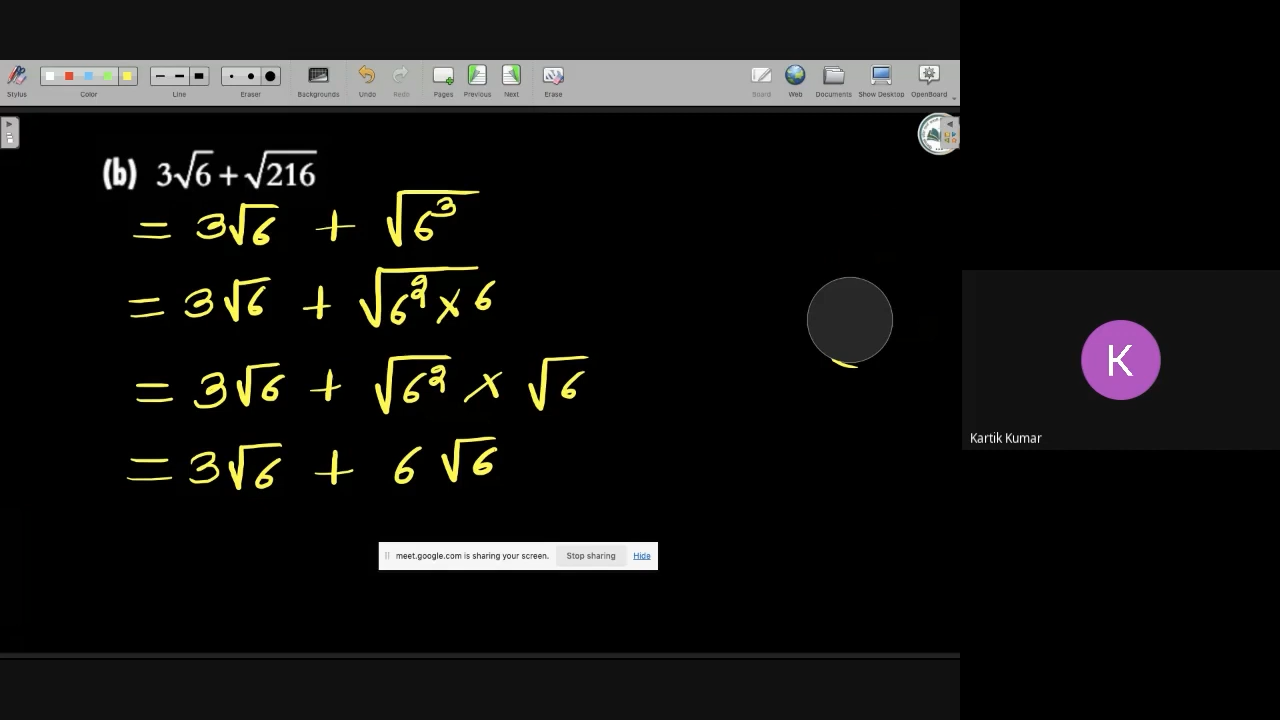 Stylus Color Line Eraser Backgrounds Undo Redo Pages Previous Next Erase Board Web Documents Show Desktop OpenBoard
(b) 3√6 + √216
= 3√6 + √6³
= 3√6 + √6² × 6
= 3√6 + √6² × √6
= 3√6 + 6 √6
meet.google.com is sharing your screen. Stop sharing Hide
K
Kartik Kumar